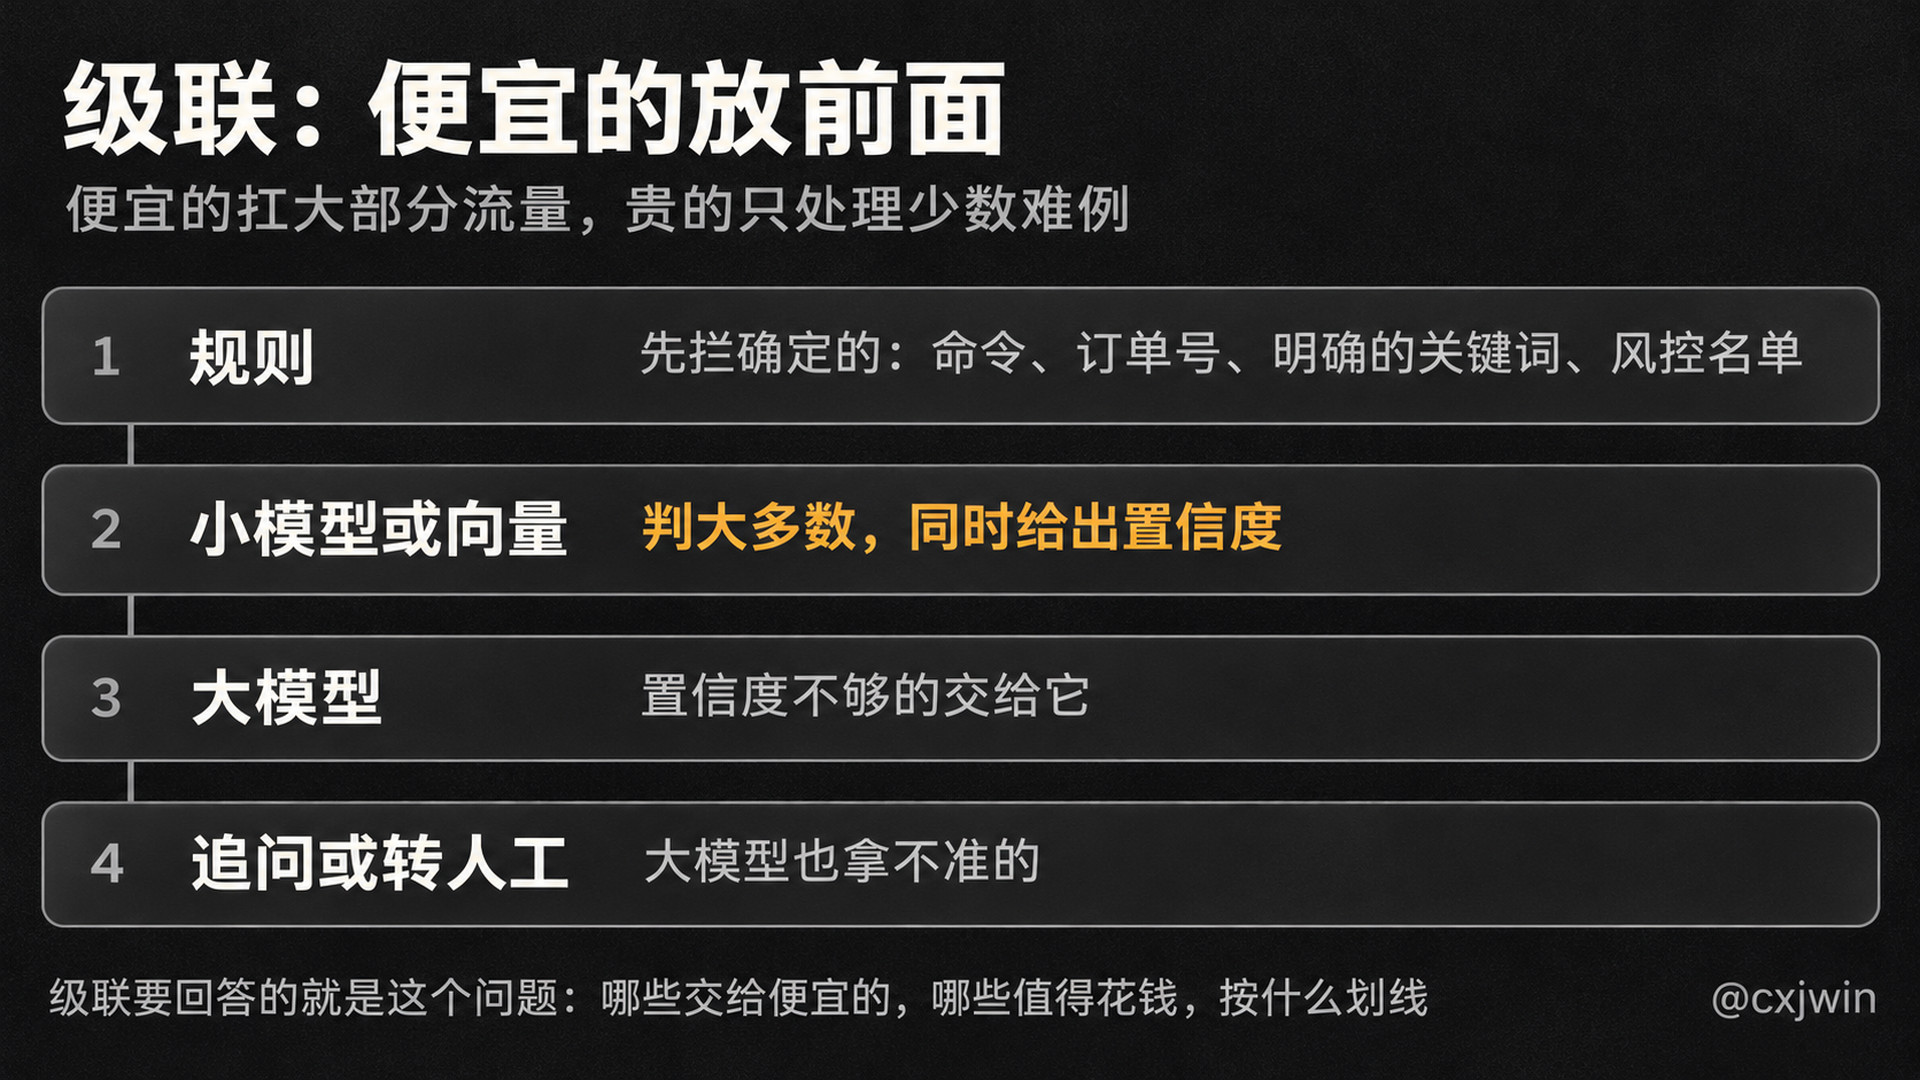 级联：便宜的放前面
便宜的扛大部分流量，贵的只处理少数难例
1 规则 先拦确定的：命令、订单号、明确的关键词、风控名单
2 小模型或向量 判大多数，同时给出置信度
3 大模型 置信度不够的交给它
4 追问或转人工 大模型也拿不准的
级联要回答的就是这个问题：哪些交给便宜的，哪些值得花钱，按什么划线
@cxjwin